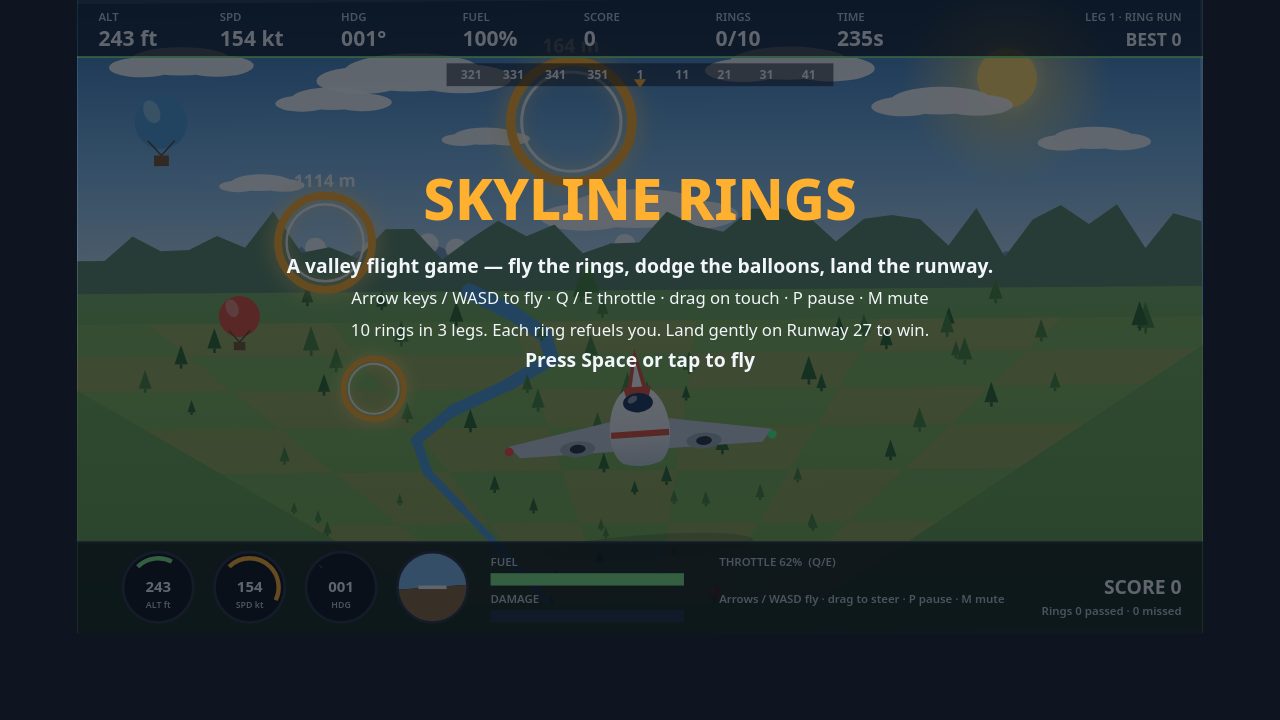 ALT SPD HDG FUEL SCORE RINGS TIME LEG 1 · RING RUN
243 ft 154 kt 001° 100% 0 0/10 235s BEST 0
164 m
321 331 341 351 1 11 21 31 41
1114 m
SKYLINE RINGS
A valley flight game — fly the rings, dodge the balloons, land the runway.
Arrow keys / WASD to fly · Q / E throttle · drag on touch · P pause · M mute
10 rings in 3 legs. Each ring refuels you. Land gently on Runway 27 to win.
Press Space or tap to fly
FUEL THROTTLE 62% (Q/E)
243 154 001 SCORE 0
DAMAGE Arrows / WASD fly · drag to steer · P pause · M mute
ALT ft SPD kt HDG Rings 0 passed · 0 missed